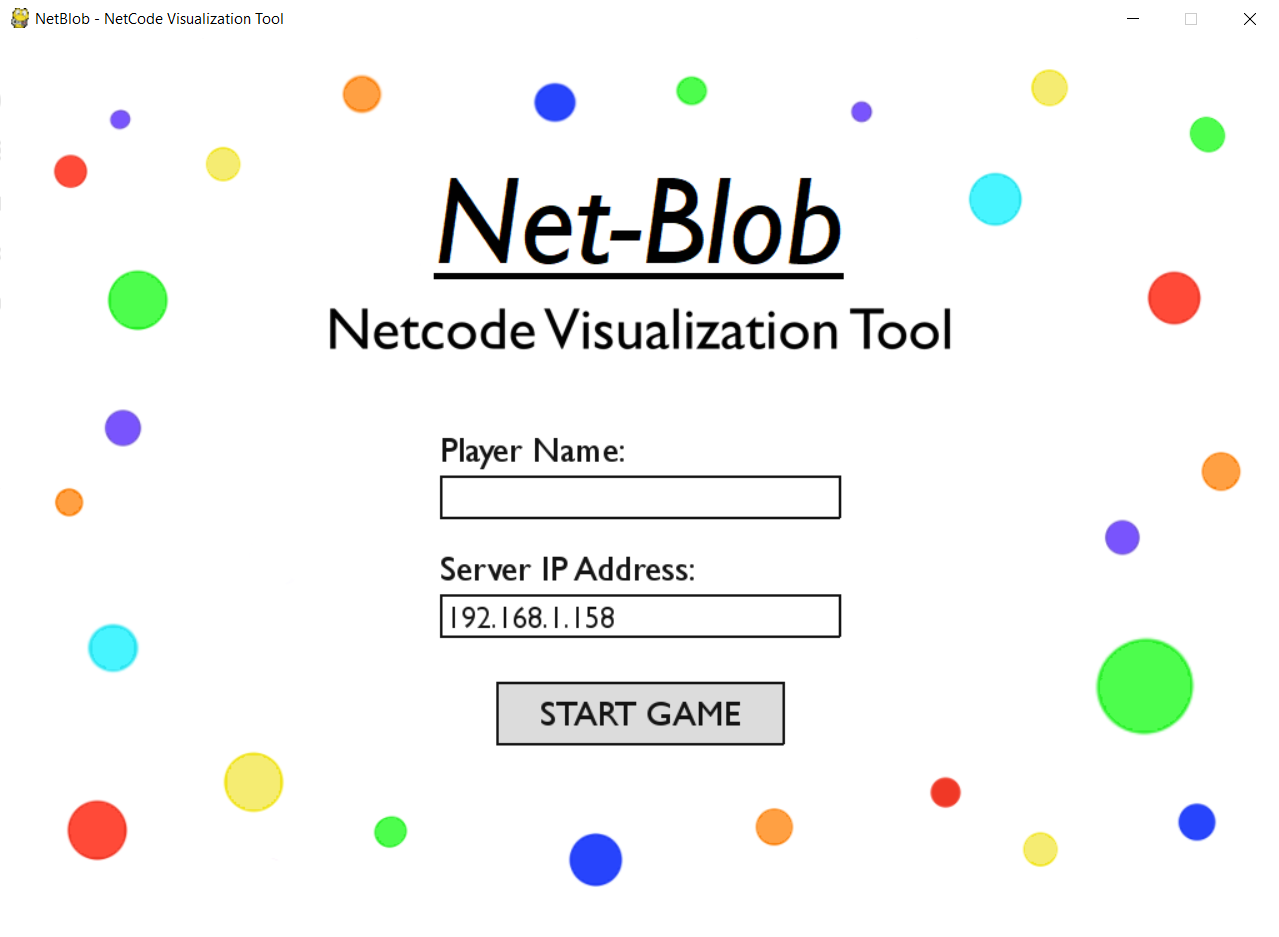 NetBlob - NetCode Visualization Tool
Net-Blob
Netcode Visualization Tool
Player Name:
Server IP Address:
192.168.1.158
START GAME